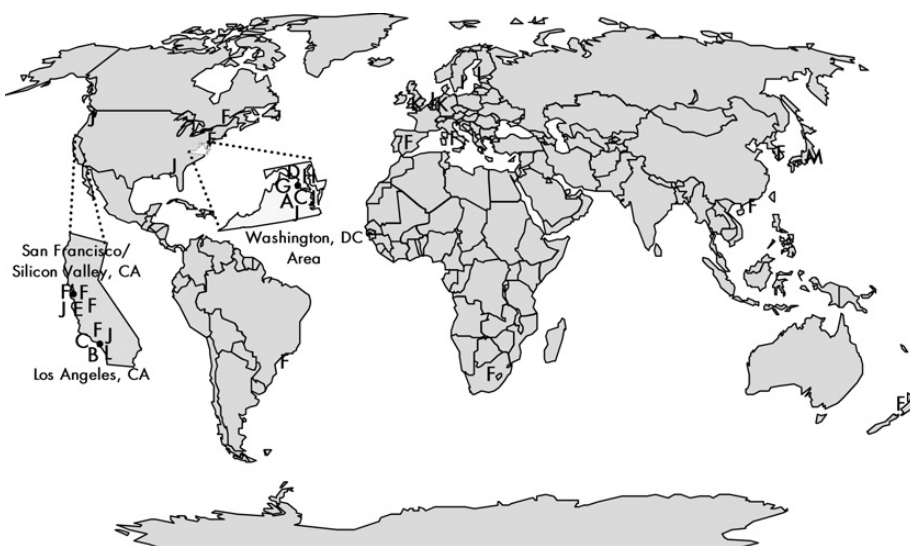 F
F
F
M
F
I
D H
G
A C
J
Washington, DC
Area
San Francisco/
Silicon Valley, CA
F F
J E F
F J
C
B L
Los Angeles, CA
F
F
F